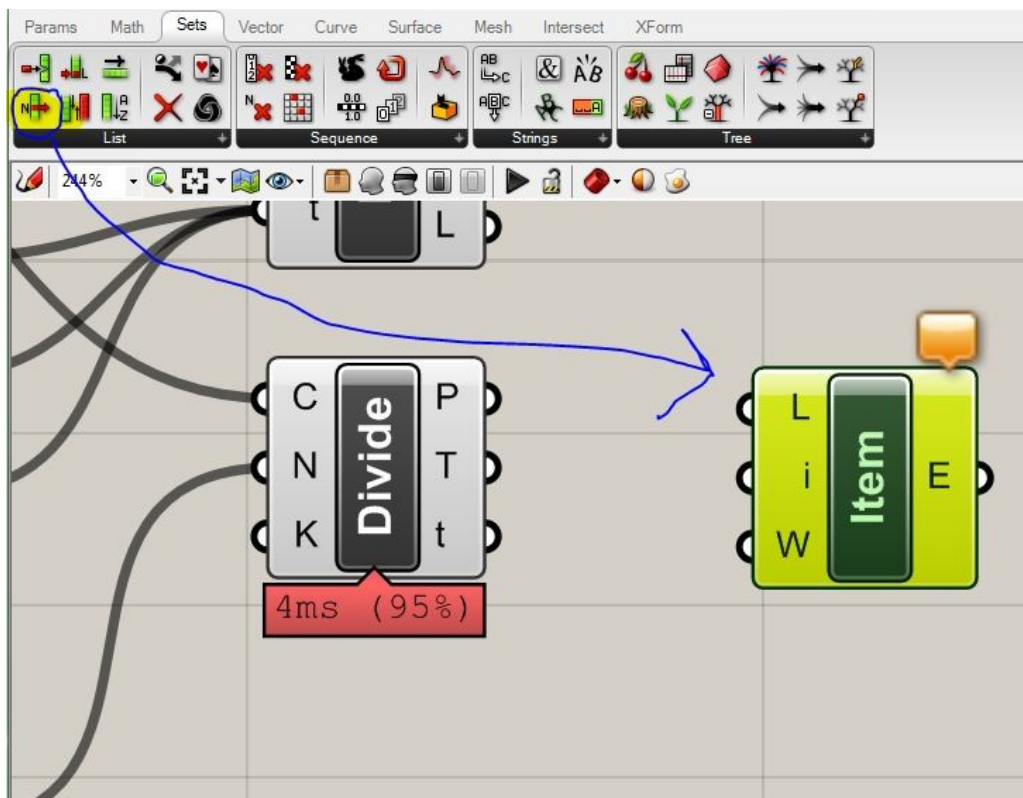 Params Math Sets Vector Curve Surface Mesh Intersect XForm
List Sequence Strings Tree
244%
t
L
C Divide P
N T
K t
4ms (95%)
L Item
i E
W